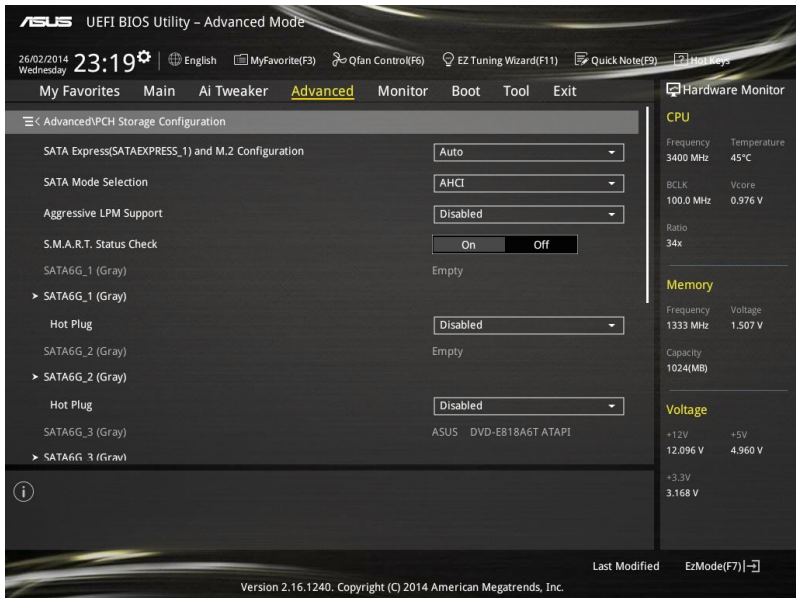 ASUS UEFI BIOS Utility – Advanced Mode
26/02/2014 Wednesday 23:19 English MyFavorite(F3) Qfan Control(F6) EZ Tuning Wizard(F11) Quick Note(F9) ? Hot Keys
My Favorites Main Ai Tweaker Advanced Monitor Boot Tool Exit
Hardware Monitor
< Advanced\PCH Storage Configuration
SATA Express(SATAEXPRESS_1) and M.2 Configuration Auto
SATA Mode Selection AHCI
Aggressive LPM Support Disabled
S.M.A.R.T. Status Check On Off
SATA6G_1 (Gray) Empty
> SATA6G_1 (Gray)
Hot Plug Disabled
SATA6G_2 (Gray) Empty
> SATA6G_2 (Gray)
Hot Plug Disabled
SATA6G_3 (Gray) ASUS DVD-E818A6T ATAPI
> SATA6G_3 (Gray)
CPU
Frequency Temperature
3400 MHz 45°C
BCLK Vcore
100.0 MHz 0.976 V
Ratio
34x
Memory
Frequency Voltage
1333 MHz 1.507 V
Capacity
1024(MB)
Voltage
+12V +5V
12.096 V 4.960 V
+3.3V
3.168 V
Last Modified EzMode(F7)
Version 2.16.1240. Copyright (C) 2014 American Megatrends, Inc.